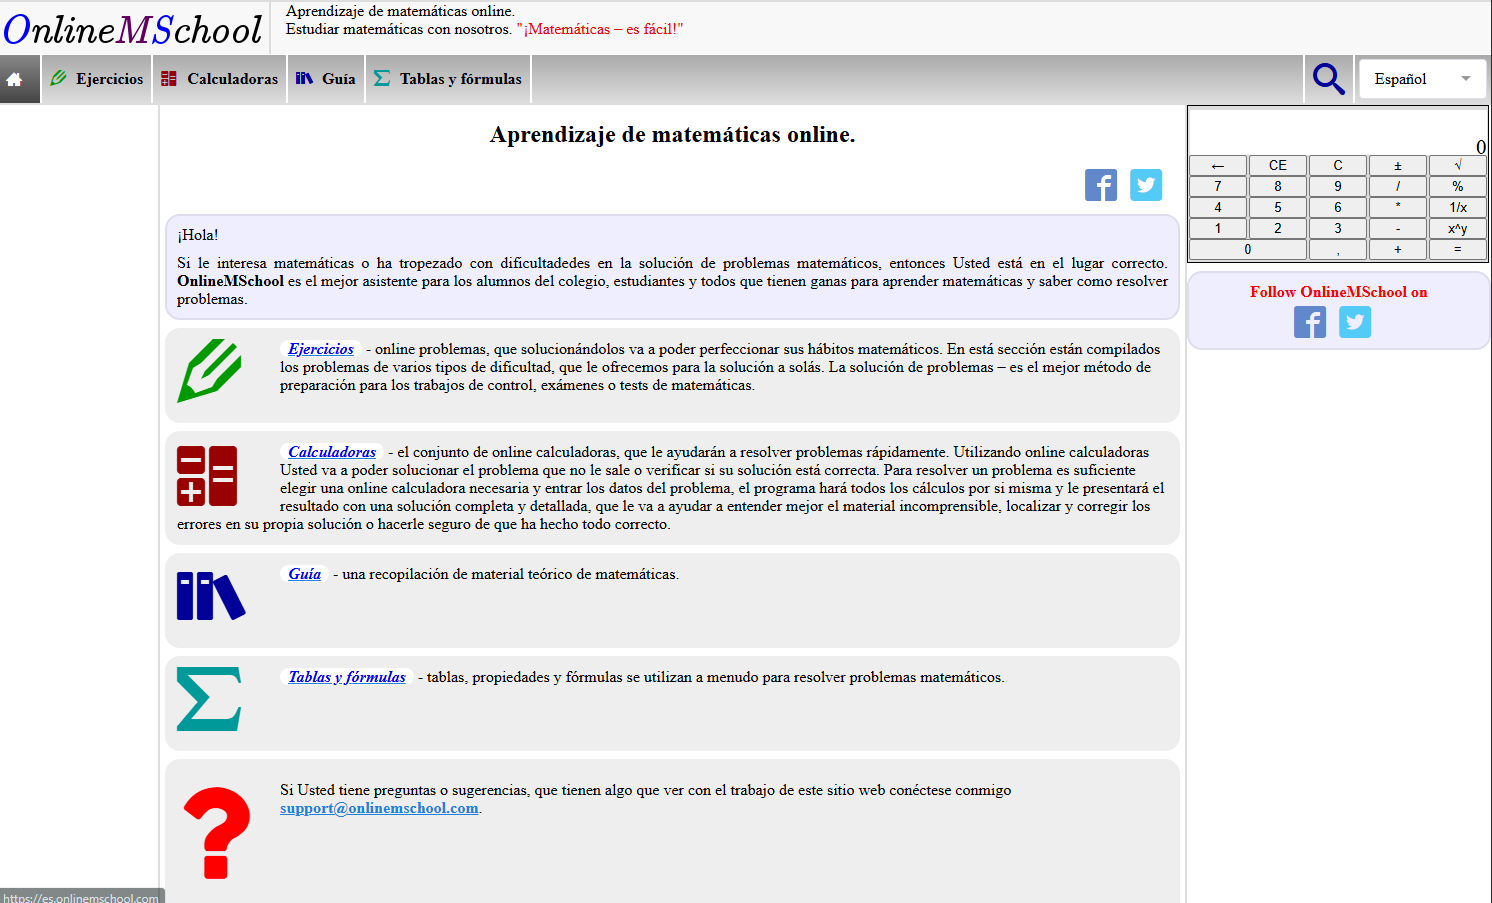 OnlineMSchool
Aprendizaje de matemáticas online.
Estudiar matemáticas con nosotros. "¡Matemáticas – es fácil!"
Ejercicios
Calculadoras
Guía
Tablas y fórmulas
Español
Aprendizaje de matemáticas online.
¡Hola!
Si le interesa matemáticas o ha tropezado con dificultadedes en la solución de problemas matemáticos, entonces Usted está en el lugar correcto.
OnlineMSchool es el mejor asistente para los alumnos del colegio, estudiantes y todos que tienen ganas para aprender matemáticas y saber como resolver
problemas.
Ejercicios - online problemas, que solucionándolos va a poder perfeccionar sus hábitos matemáticos. En está sección están compilados
los problemas de varios tipos de dificultad, que le ofrecemos para la solución a solás. La solución de problemas – es el mejor método de
preparación para los trabajos de control, exámenes o tests de matemáticas.
Calculadoras - el conjunto de online calculadoras, que le ayudarán a resolver problemas rápidamente. Utilizando online calculadoras
Usted va a poder solucionar el problema que no le sale o verificar si su solución está correcta. Para resolver un problema es suficiente
elegir una online calculadora necesaria y entrar los datos del problema, el programa hará todos los cálculos por si misma y le presentará el
resultado con una solución completa y detallada, que le va a ayudar a entender mejor el material incomprensible, localizar y corregir los
errores en su propia solución o hacerle seguro de que ha hecho todo correcto.
Guía - una recopilación de material teórico de matemáticas.
Tablas y fórmulas - tablas, propiedades y fórmulas se utilizan a menudo para resolver problemas matemáticos.
Si Usted tiene preguntas o sugerencias, que tienen algo que ver con el trabajo de este sitio web conéctese conmigo
support@onlinemschool.com.
0
← CE C ± √
7 8 9 / %
4 5 6 * 1/x
1 2 3 - x^y
0 , + =
Follow OnlineMSchool on
https://es.onlinemschool.com